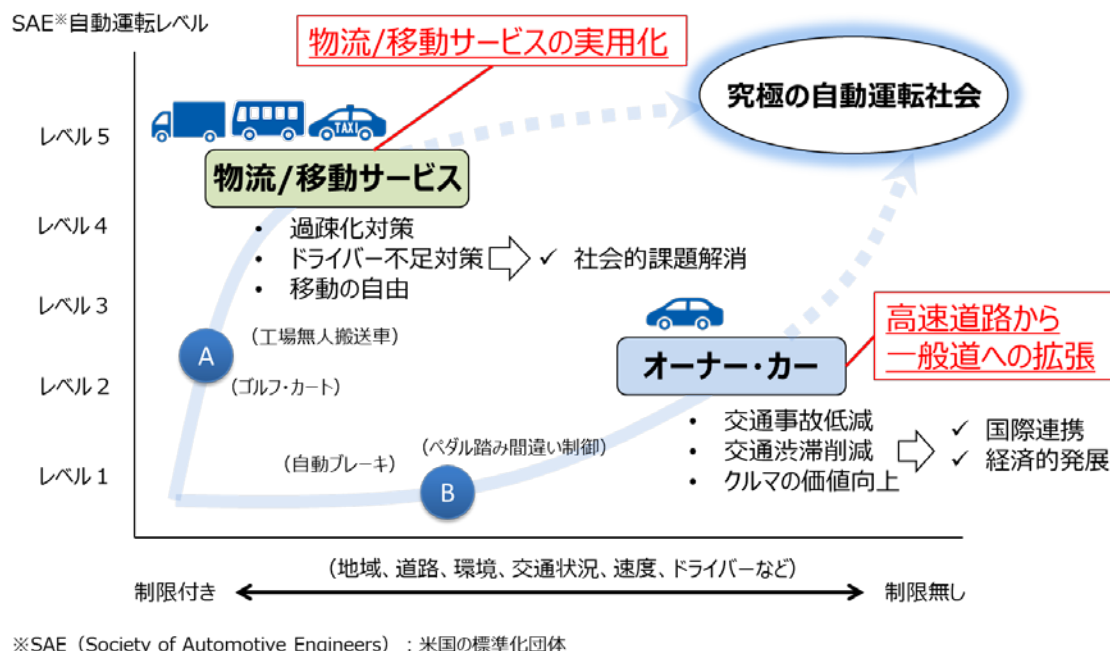 SAE※自動運転レベル
物流/移動サービスの実用化
究極の自動運転社会
レベル5
TAXI
物流/移動サービス
レベル4
• 過疎化対策
• ドライバー不足対策
• 移動の自由
✓ 社会的課題解消
レベル3
高速道路から
一般道への拡張
A
(工場無人搬送車)
オーナー・カー
レベル2
(ゴルフ・カート)
• 交通事故低減
• 交通渋滞削減
• クルマの価値向上
✓ 国際連携
✓ 経済的発展
(ペダル踏み間違い制御)
(自動ブレーキ)
レベル1
B
(地域、道路、環境、交通状況、速度、ドライバーなど)
制限付き
制限無し
※SAE(Society of Automotive Engineers):米国の標準化団体